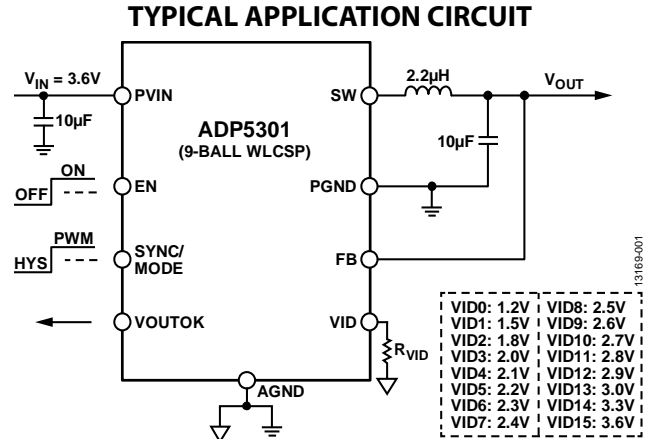 TYPICAL APPLICATION CIRCUIT
VIN = 3.6V
PVIN
10µF
ADP5301
(9-BALL WLCSP)
SW
2.2µH
VOUT
10µF
ON
OFF
EN
PGND
PWM
HYS
SYNC/
MODE
FB
VOUTOK
VID
RVID
AGND
VID0: 1.2V VID8: 2.5V
VID1: 1.5V VID9: 2.6V
VID2: 1.8V VID10: 2.7V
VID3: 2.0V VID11: 2.8V
VID4: 2.1V VID12: 2.9V
VID5: 2.2V VID13: 3.0V
VID6: 2.3V VID14: 3.3V
VID7: 2.4V VID15: 3.6V
13169-001